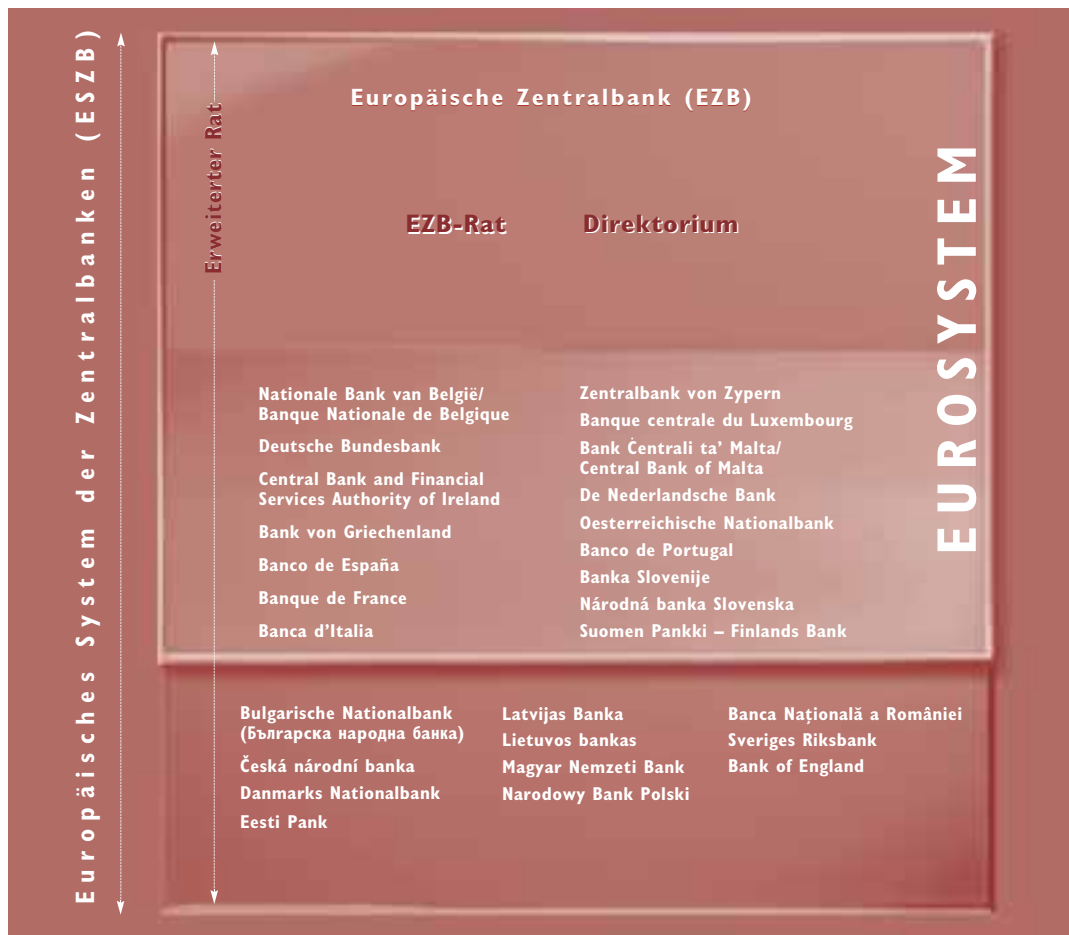 Europäisches System der Zentralbanken (ESZB)
Erweiterter Rat
Europäische Zentralbank (EZB)
EZB-Rat
Direktorium
EUROSYSTEM
Nationale Bank van België/
Banque Nationale de Belgique
Deutsche Bundesbank
Central Bank and Financial
Services Authority of Ireland
Bank von Griechenland
Banco de España
Banque de France
Banca d'Italia
Zentralbank von Zypern
Banque centrale du Luxembourg
Bank Ċentrali ta' Malta/
Central Bank of Malta
De Nederlandsche Bank
Oesterreichische Nationalbank
Banco de Portugal
Banka Slovenije
Národná banka Slovenska
Suomen Pankki – Finlands Bank
Bulgarische Nationalbank
(Българска народна банка)
Česká národní banka
Danmarks Nationalbank
Eesti Pank
Latvijas Banka
Lietuvos bankas
Magyar Nemzeti Bank
Narodowy Bank Polski
Banca Națională a României
Sveriges Riksbank
Bank of England